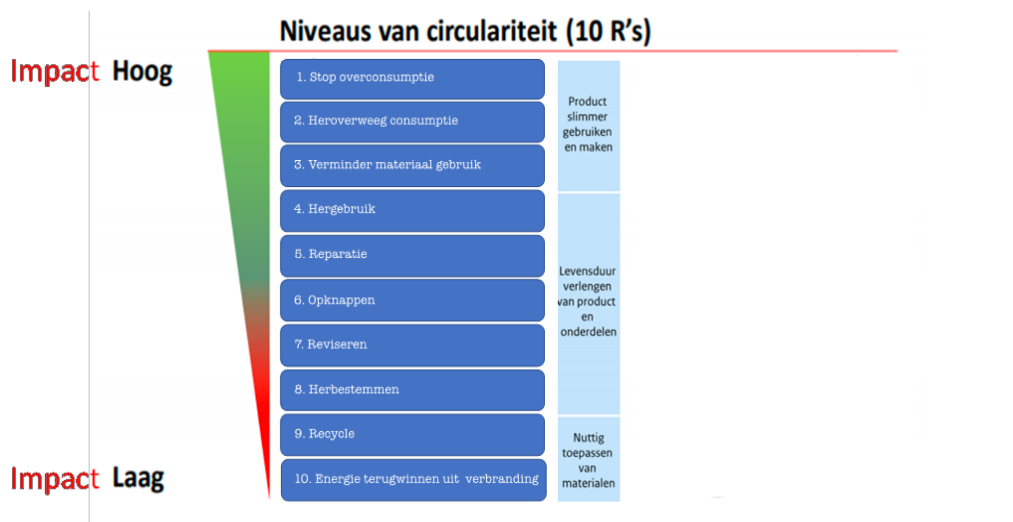 Niveaus van circulariteit (10 R's)
Impact Hoog
1. Stop overconsumptie
2. Heroverweeg consumptie
3. Verminder materiaal gebruik
Product
slimmer
gebruiken
en maken
4. Hergebruik
5. Reparatie
6. Opknappen
7. Reviseren
8. Herbestemmen
Levensduur
verlengen
van product
en
onderdelen
9. Recycle
10. Energie terugwinnen uit verbranding
Nuttig
toepassen
van
materialen
Impact Laag